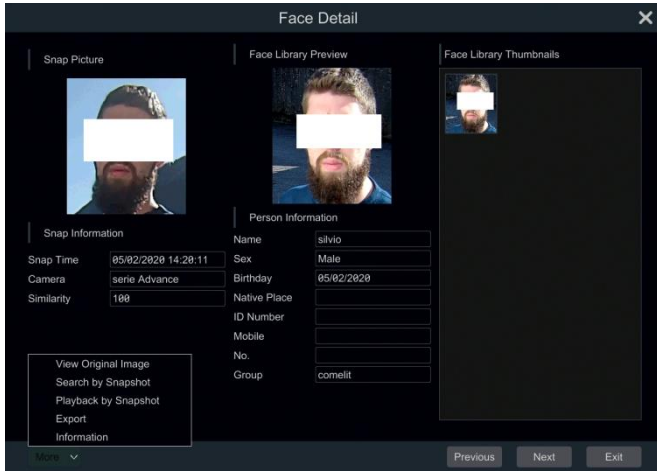 Face Detail
Snap Picture
Face Library Preview
Face Library Thumbnails
Snap Information
Snap Time 05/02/2020 14:20:11
Camera serie Advance
Similarity 100
Person Information
Name silvio
Sex Male
Birthday 05/02/2020
Native Place
ID Number
Mobile
No.
Group comelit
View Original Image
Search by Snapshot
Playback by Snapshot
Export
Information
More
Previous
Next
Exit